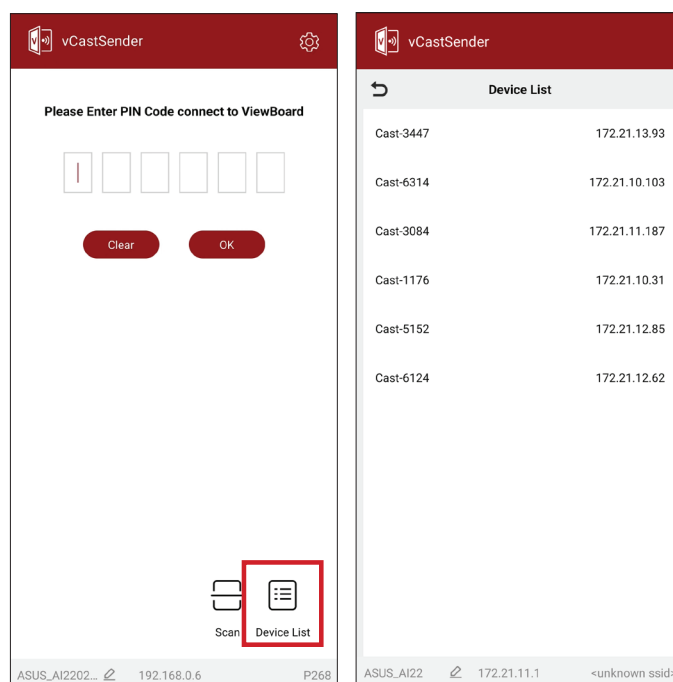 vCastSender
Please Enter PIN Code connect to ViewBoard
Clear
OK
Scan
Device List
ASUS_AI2202... 192.168.0.6 P268
vCastSender
Device List
Cast-3447 172.21.13.93
Cast-6314 172.21.10.103
Cast-3084 172.21.11.187
Cast-1176 172.21.10.31
Cast-5152 172.21.12.85
Cast-6124 172.21.12.62
ASUS_AI22 172.21.11.1 <unknown ssid>